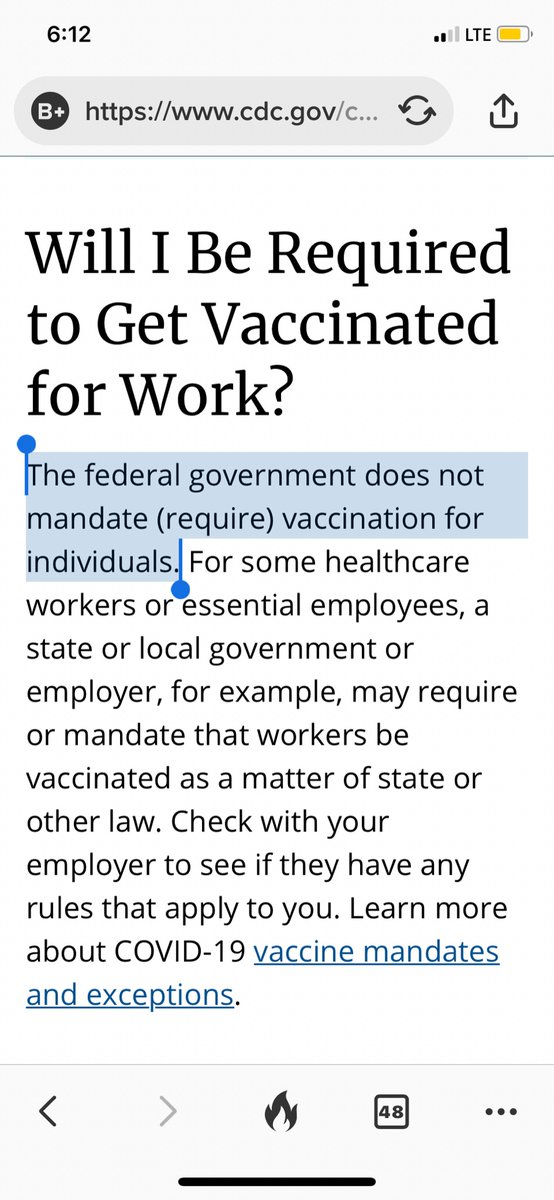 6:12 LTE
B+ https://www.cdc.gov/c...
Will I Be Required
to Get Vaccinated
for Work?
The federal government does not
mandate (require) vaccination for
individuals. For some healthcare
workers or essential employees, a
state or local government or
employer, for example, may require
or mandate that workers be
vaccinated as a matter of state or
other law. Check with your
employer to see if they have any
rules that apply to you. Learn more
about COVID-19 vaccine mandates
and exceptions.
48